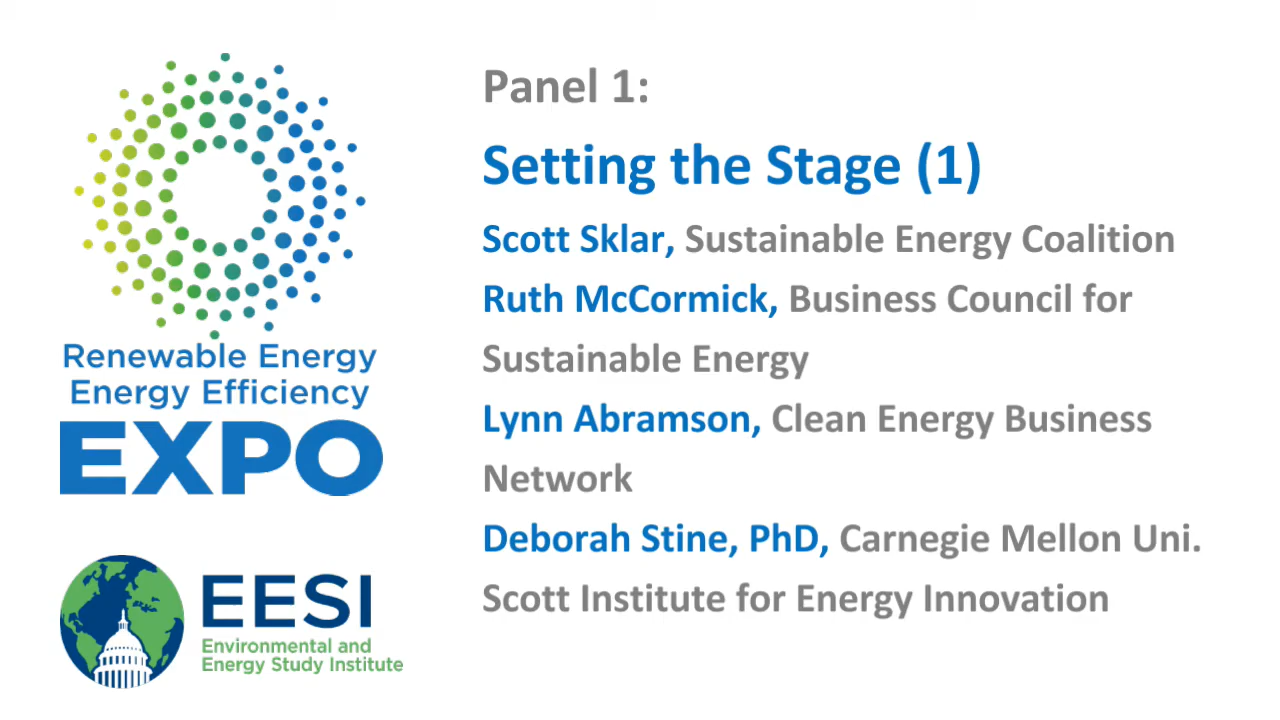 Panel 1:
Setting the Stage (1)
Scott Sklar, Sustainable Energy Coalition
Ruth McCormick, Business Council for
Sustainable Energy
Lynn Abramson, Clean Energy Business
Network
Deborah Stine, PhD, Carnegie Mellon Uni.
Scott Institute for Energy Innovation
Renewable Energy
Energy Efficiency
EXPO
EESI
Environmental and
Energy Study Institute